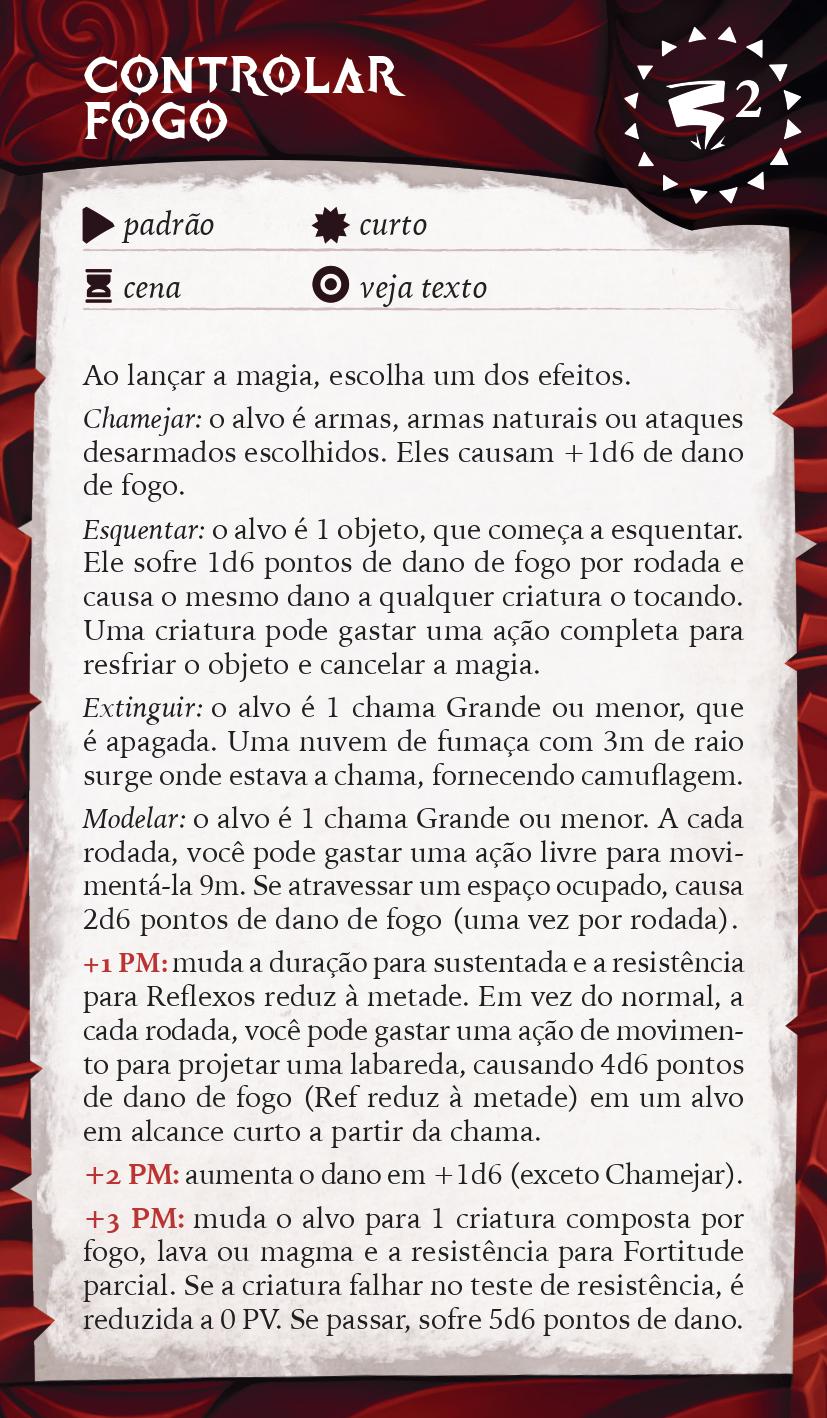 CONTROLAR
FOGO
2
padrão
curto
cena
veja texto
Ao lançar a magia, escolha um dos efeitos.
Chamejar: o alvo é armas, armas naturais ou ataques
desarmados escolhidos. Eles causam +1d6 de dano
de fogo.
Esquentar: o alvo é 1 objeto, que começa a esquentar.
Ele sofre 1d6 pontos de dano de fogo por rodada e
causa o mesmo dano a qualquer criatura o tocando.
Uma criatura pode gastar uma ação completa para
resfriar o objeto e cancelar a magia.
Extinguir: o alvo é 1 chama Grande ou menor, que
é apagada. Uma nuvem de fumaça com 3m de raio
surge onde estava a chama, fornecendo camuflagem.
Modelar: o alvo é 1 chama Grande ou menor. A cada
rodada, você pode gastar uma ação livre para movi-
mentá-la 9m. Se atravessar um espaço ocupado, causa
2d6 pontos de dano de fogo (uma vez por rodada).
+1 PM: muda a duração para sustentada e a resistência
para Reflexos reduz à metade. Em vez do normal, a
cada rodada, você pode gastar uma ação de movimen-
to para projetar uma labareda, causando 4d6 pontos
de dano de fogo (Ref reduz à metade) em um alvo
em alcance curto a partir da chama.
+2 PM: aumenta o dano em +1d6 (exceto Chamejar).
+3 PM: muda o alvo para 1 criatura composta por
fogo, lava ou magma e a resistência para Fortitude
parcial. Se a criatura falhar no teste de resistência, é
reduzida a 0 PV. Se passar, sofre 5d6 pontos de dano.